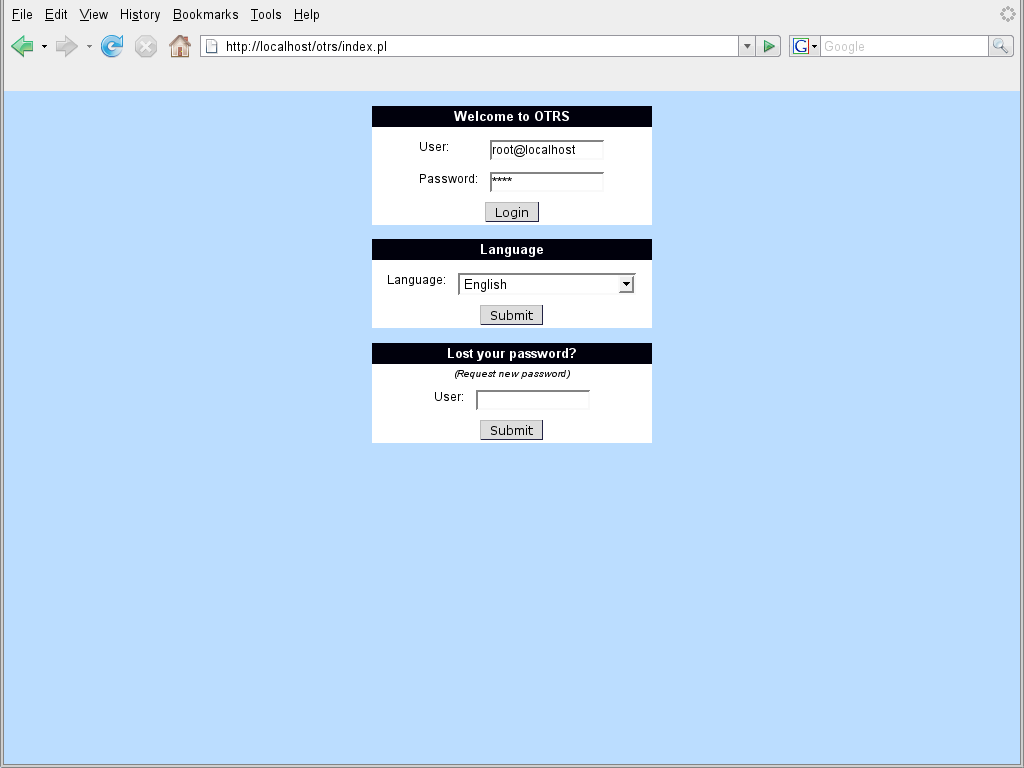 File Edit View History Bookmarks Tools Help
http://localhost/otrs/index.pl G Google
Welcome to OTRS
User: root@localhost
Password: ****
Login
Language
Language: English
Submit
Lost your password?
(Request new password)
User:
Submit